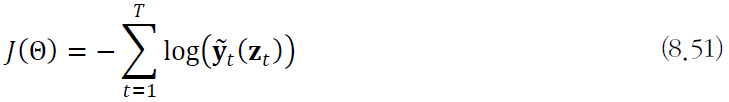 J(Θ) = − ∑_{t=1}^{T} log(ỹ_t(z_t)) (8.51)